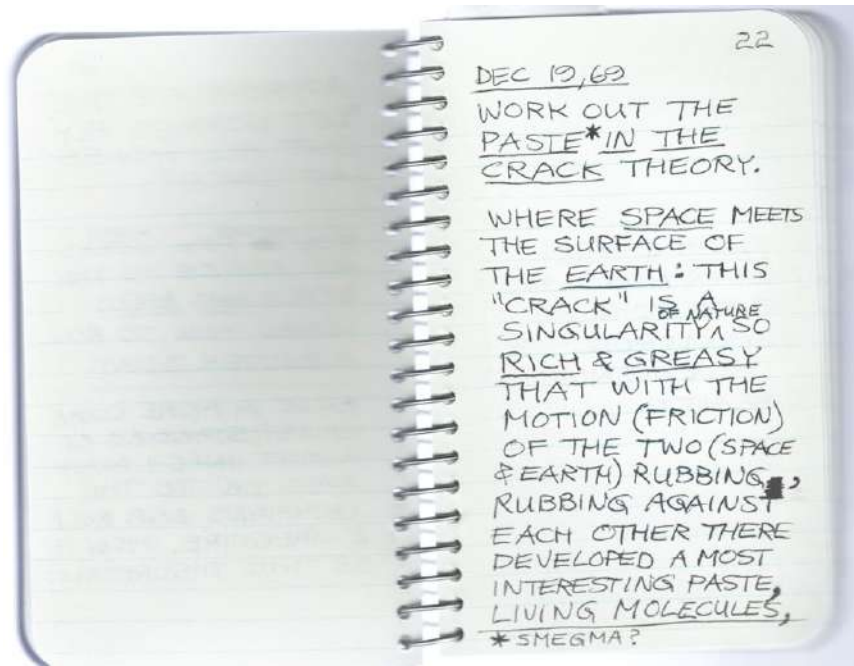 22
DEC 19, 69
WORK OUT THE
PASTE* IN THE
CRACK THEORY.
WHERE SPACE MEETS
THE SURFACE OF
THE EARTH: THIS
"CRACK" IS A
OF NATURE
SINGULARITY^ SO
RICH & GREASY
THAT WITH THE
MOTION (FRICTION)
OF THE TWO (SPACE
& EARTH) RUBBING,
RUBBING AGAINST
EACH OTHER THERE
DEVELOPED A MOST
INTERESTING PASTE,
LIVING MOLECULES,
* SMEGMA?